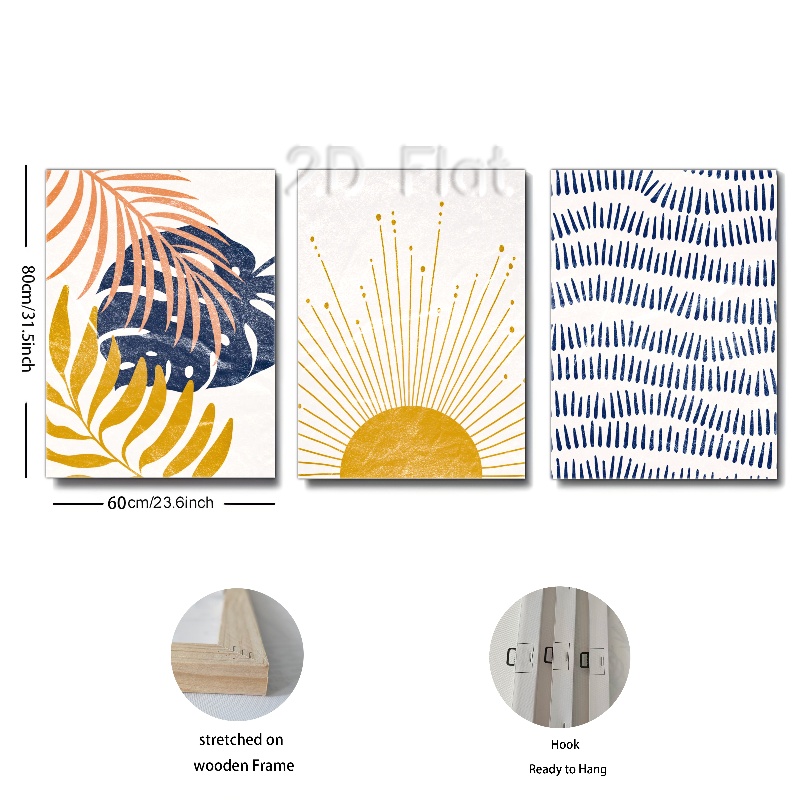 2D Flat
80cm/31.5inch
60cm/23.6inch
stretched on
wooden Frame
Hook
Ready to Hang